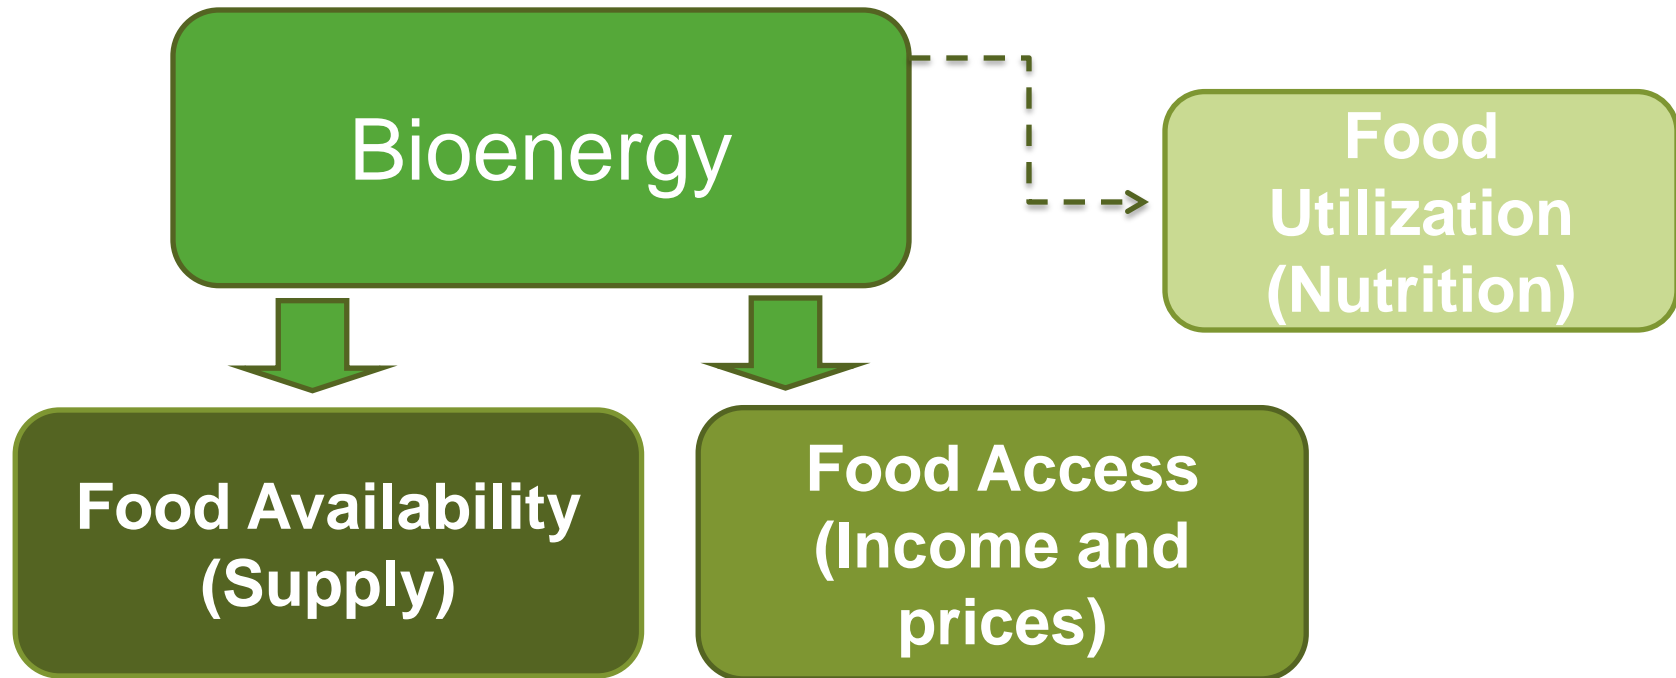 Bioenergy
Food
Utilization
(Nutrition)
Food Availability
(Supply)
Food Access
(Income and
prices)